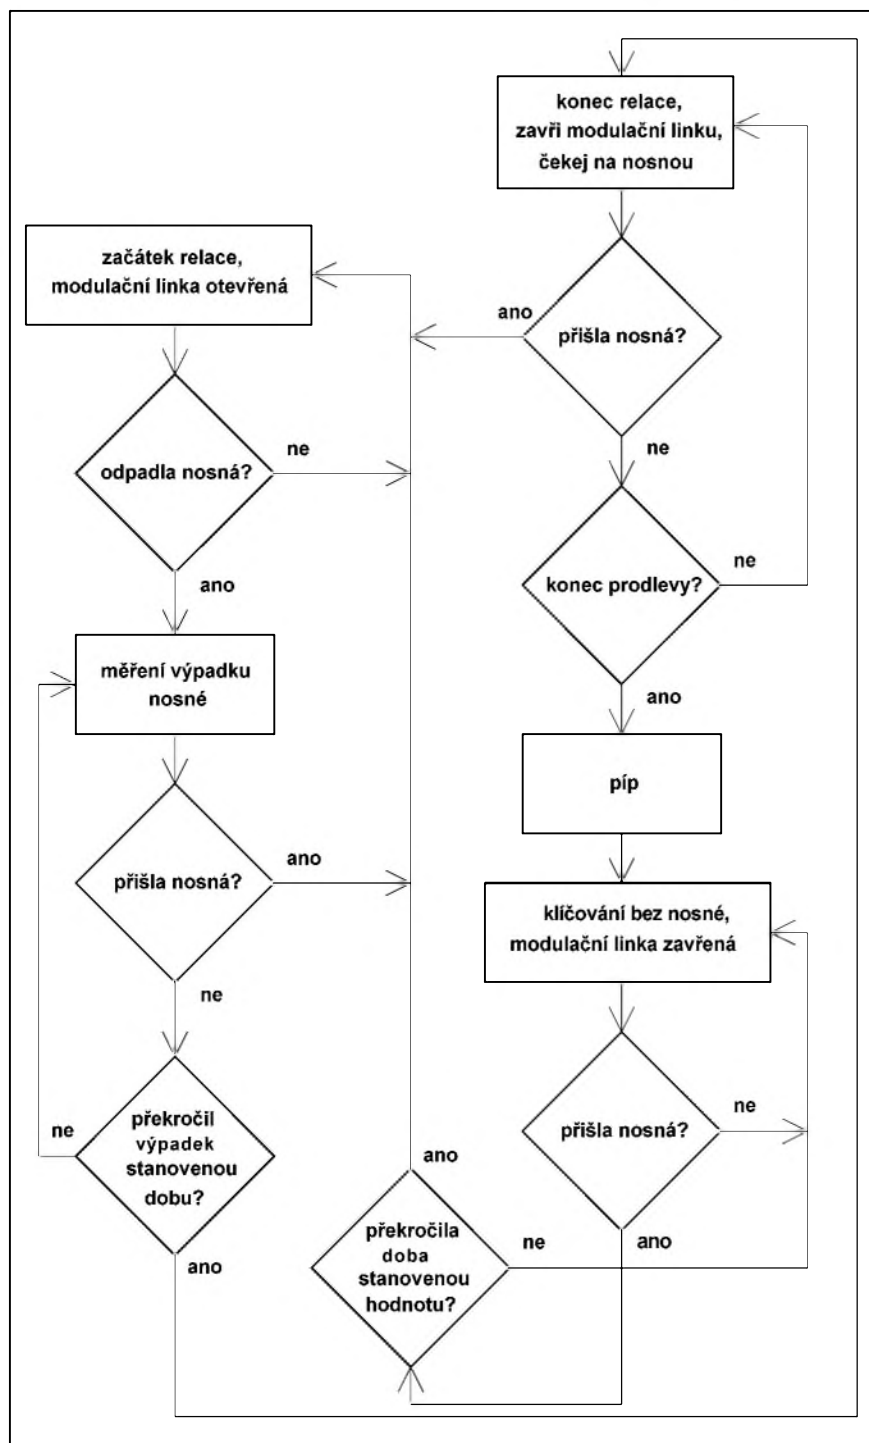 konec relace,
zavři modulační linku,
čekej na nosnou
začátek relace,
modulační linka otevřená
ano
přišla nosná?
ne
odpadla nosná?
ne
ano
konec prodlevy?
ne
ano
měření výpadku
nosné
píp
přišla nosná?
ano
ne
klíčování bez nosné,
modulační linka zavřená
přišla nosná?
ne
ano
překročil
výpadek
stanovenou
dobu?
ne
ano
překročila
doba
stanovenou
hodnotu?
ano
ne